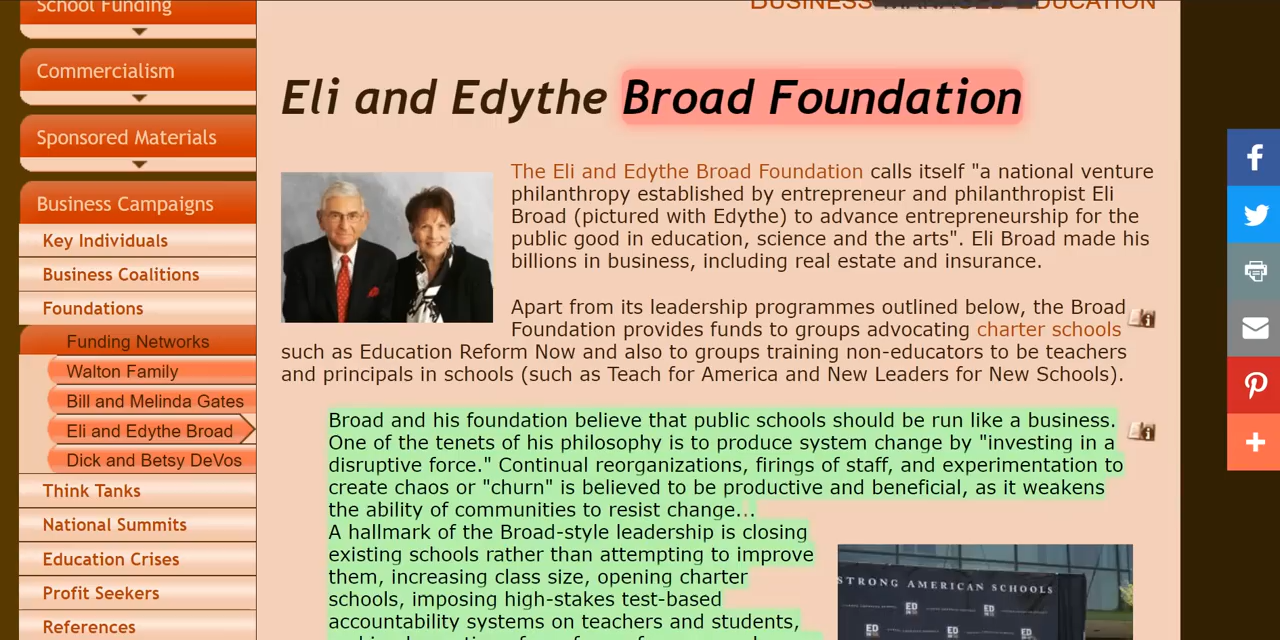 School Funding
Commercialism
Sponsored Materials
Business Campaigns
Key Individuals
Business Coalitions
Foundations
Funding Networks
Walton Family
Bill and Melinda Gates
Eli and Edythe Broad
Dick and Betsy DeVos
Think Tanks
National Summits
Education Crises
Profit Seekers
References
BUSINESS MANAGED EDUCATION
Eli and Edythe Broad Foundation
The Eli and Edythe Broad Foundation calls itself "a national venture
philanthropy established by entrepreneur and philanthropist Eli
Broad (pictured with Edythe) to advance entrepreneurship for the
public good in education, science and the arts". Eli Broad made his
billions in business, including real estate and insurance.
Apart from its leadership programmes outlined below, the Broad
Foundation provides funds to groups advocating charter schools
such as Education Reform Now and also to groups training non-educators to be teachers
and principals in schools (such as Teach for America and New Leaders for New Schools).
Broad and his foundation believe that public schools should be run like a business.
One of the tenets of his philosophy is to produce system change by "investing in a
disruptive force." Continual reorganizations, firings of staff, and experimentation to
create chaos or "churn" is believed to be productive and beneficial, as it weakens
the ability of communities to resist change...
A hallmark of the Broad-style leadership is closing
existing schools rather than attempting to improve
them, increasing class size, opening charter
schools, imposing high-stakes test-based
accountability systems on teachers and students,
STRONG AMERICAN SCHOOLS
ED
ED
ED